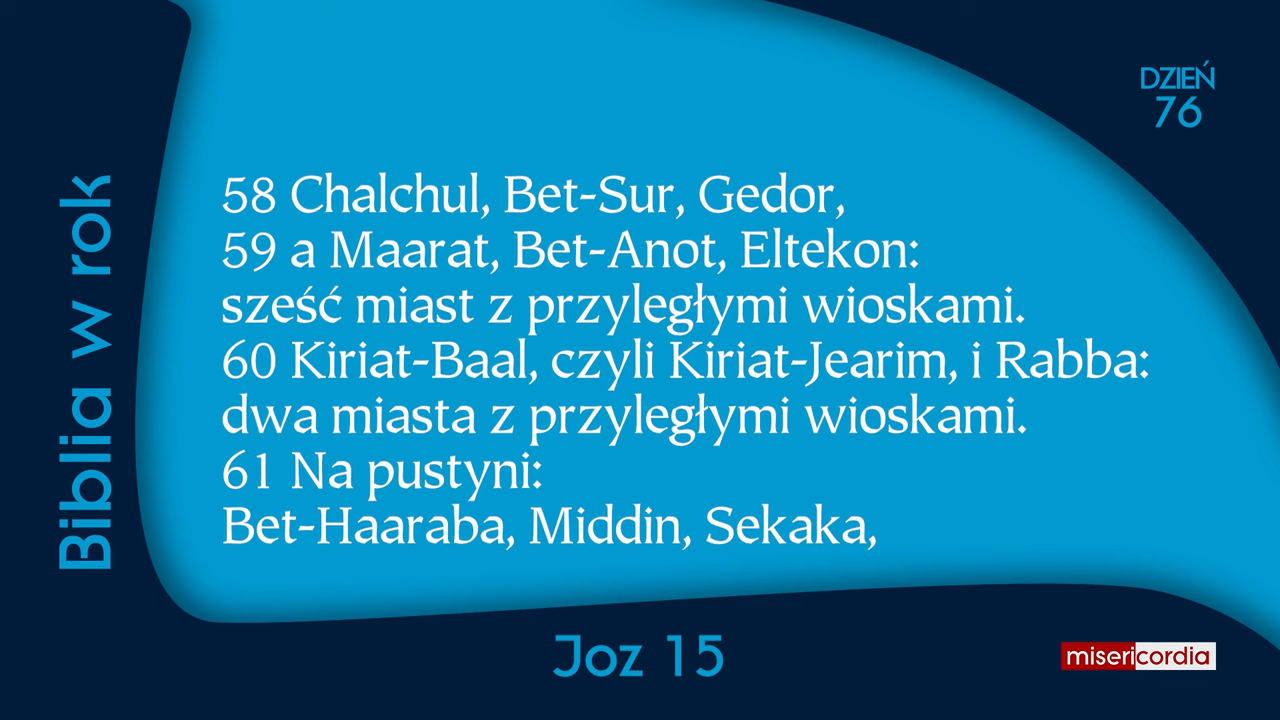 DZIEŃ
76
58 Chalchul, Bet-Sur, Gedor,
59 a Maarat, Bet-Anot, Eltekon:
sześć miast z przyległymi wioskami.
60 Kiriat-Baal, czyli Kiriat-Jearim, i Rabba:
dwa miasta z przyległymi wioskami.
61 Na pustyni:
Bet-Haaraba, Middin, Sekaka,
Biblia w rok
Joz 15
misericordia